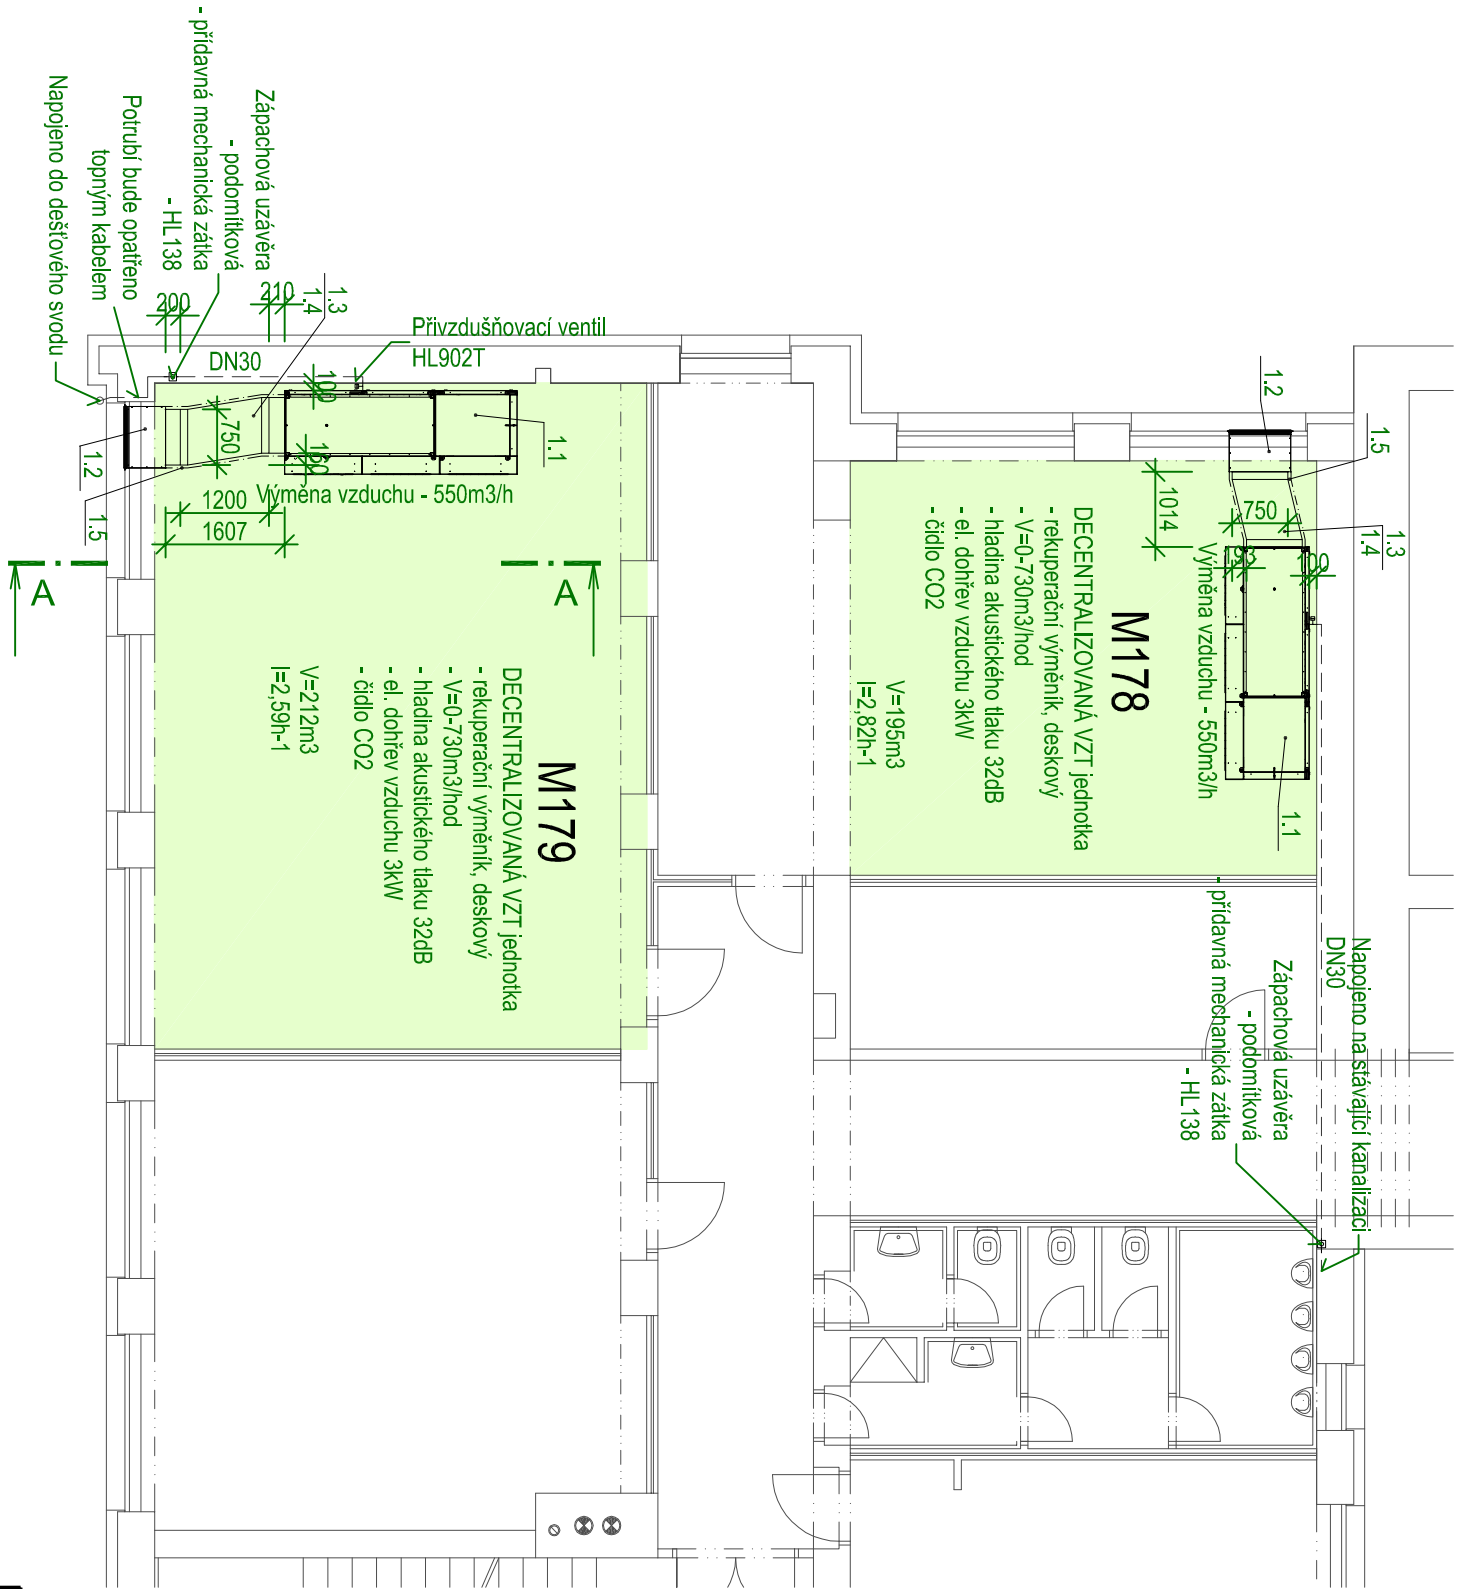 Napojeno do dešťového svodu
Potrubí bude opatřeno
topným kabelem
Zápachová uzávěra
- podomítková
- přídavná mechanická zátka
- HL138
200
210
1.3
1.4
DN30
Přivzdušňovací ventil
HL902T
100
750
160
1.1
1.2
1.5
1200
1607
Výměna vzduchu - 550m3/h
A
A
M179
DECENTRALIZOVANÁ VZT jednotka
- rekuperační výměník, deskový
- V=0-730m3/hod
- hladina akustického tlaku 32dB
- el. dohřev vzduchu 3kW
- čidlo CO2
V=212m3
I=2,59h-1
1.2
1.5
1014
750
1.3
1.4
193
100
Výměna vzduchu - 550m3/h
1.1
M178
DECENTRALIZOVANÁ VZT jednotka
- rekuperační výměník, deskový
- V=0-730m3/hod
- hladina akustického tlaku 32dB
- el. dohřev vzduchu 3kW
- čidlo CO2
V=195m3
I=2,82h-1
Napojeno na stávající kanalizaci
DN30
Zápachová uzávěra
- podomítková
- přídavná mechanická zátka
- HL138